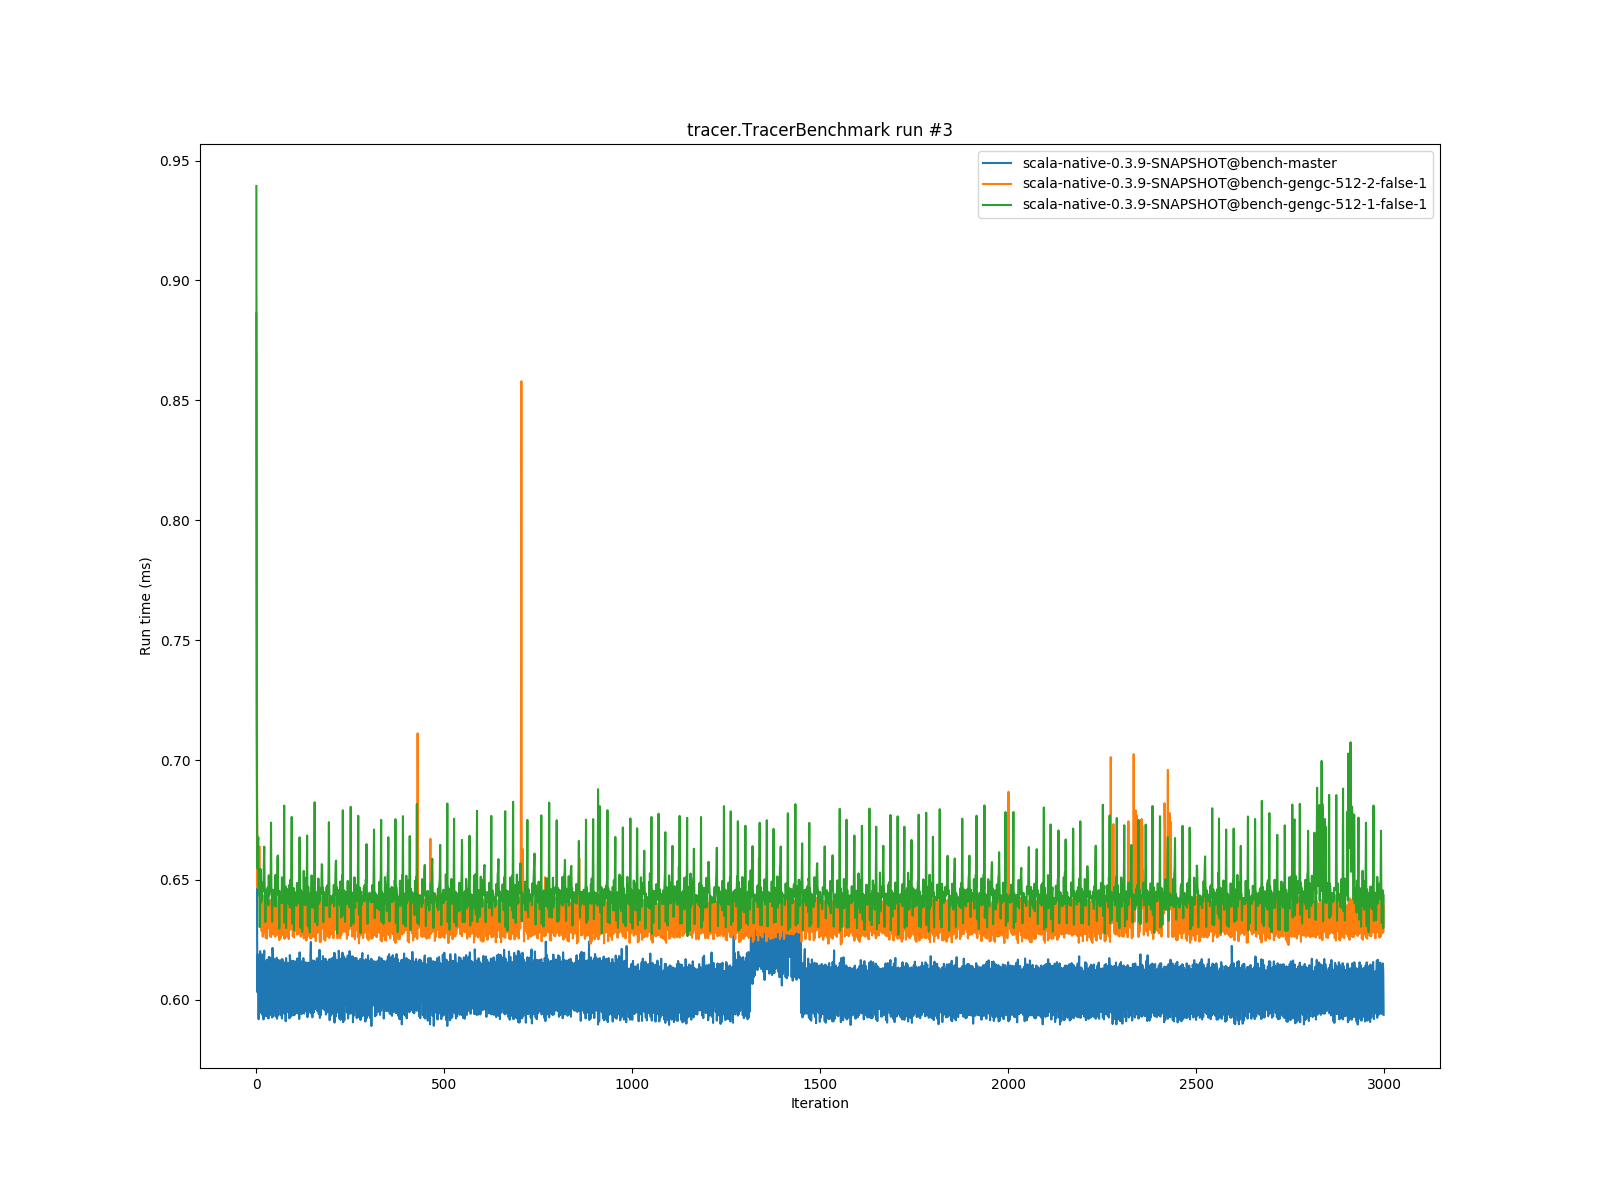 tracer.TracerBenchmark run #3
scala-native-0.3.9-SNAPSHOT@bench-master
scala-native-0.3.9-SNAPSHOT@bench-gengc-512-2-false-1
scala-native-0.3.9-SNAPSHOT@bench-gengc-512-1-false-1
0.95
0.90
0.85
0.80
0.75
0.70
0.65
0.60
Run time (ms)
0 500 1000 1500 2000 2500 3000
Iteration